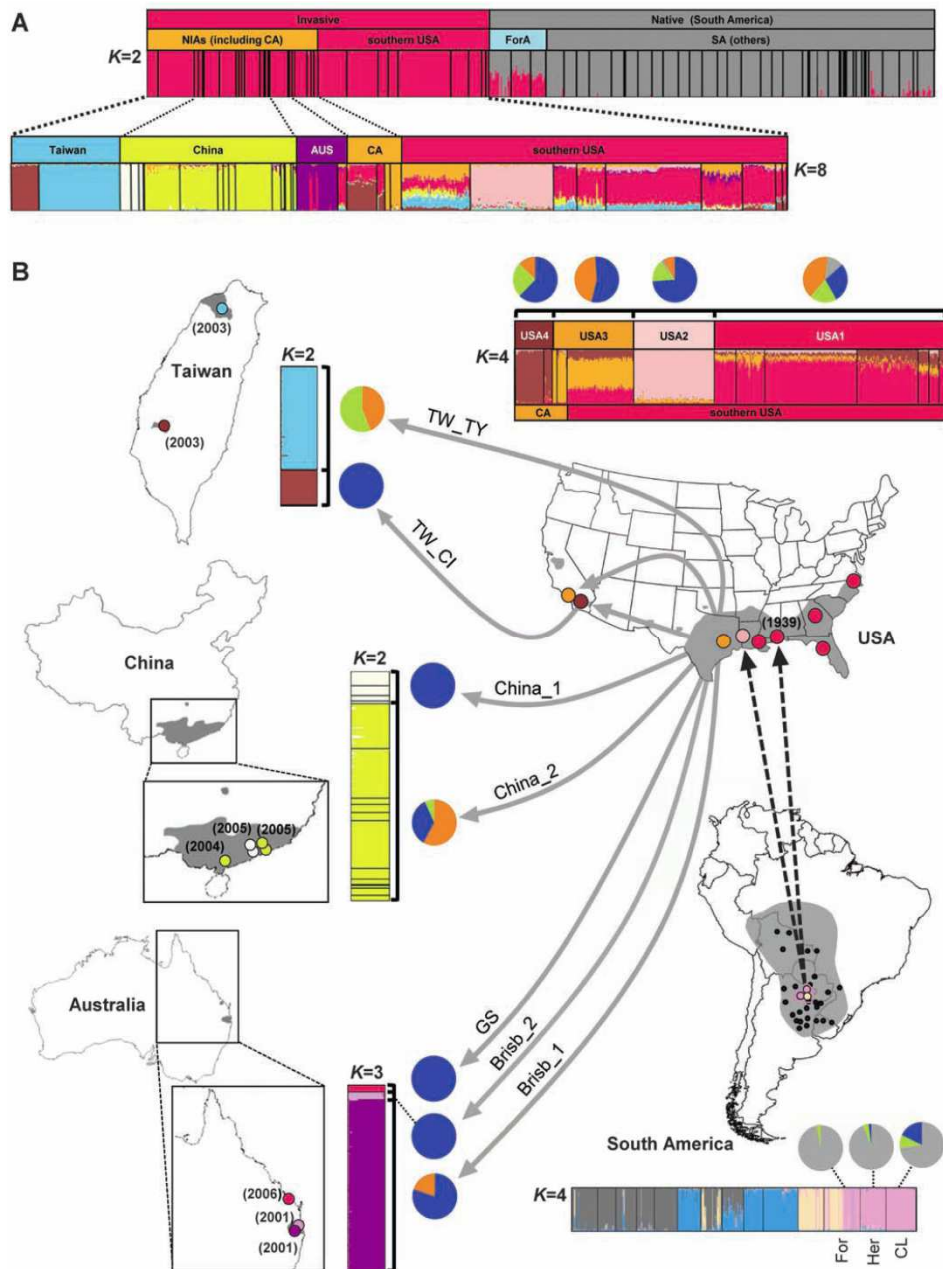 A
Invasive
Native (South America)
NIAs (including CA)
southern USA
ForA
SA (others)
K=2
Taiwan
China
AUS
CA
southern USA
K=8
B
(2003)
Taiwan
(2003)
K=2
TW_TY
TW_CI
USA4
USA3
USA2
USA1
K=4
CA
southern USA
(1939)
USA
China
K=2
China_1
China_2
(2005)
(2005)
(2004)
Australia
GS
Brisb_2
Brisb_1
K=3
(2006)
(2001)
(2001)
South America
K=4
For
Her
CL